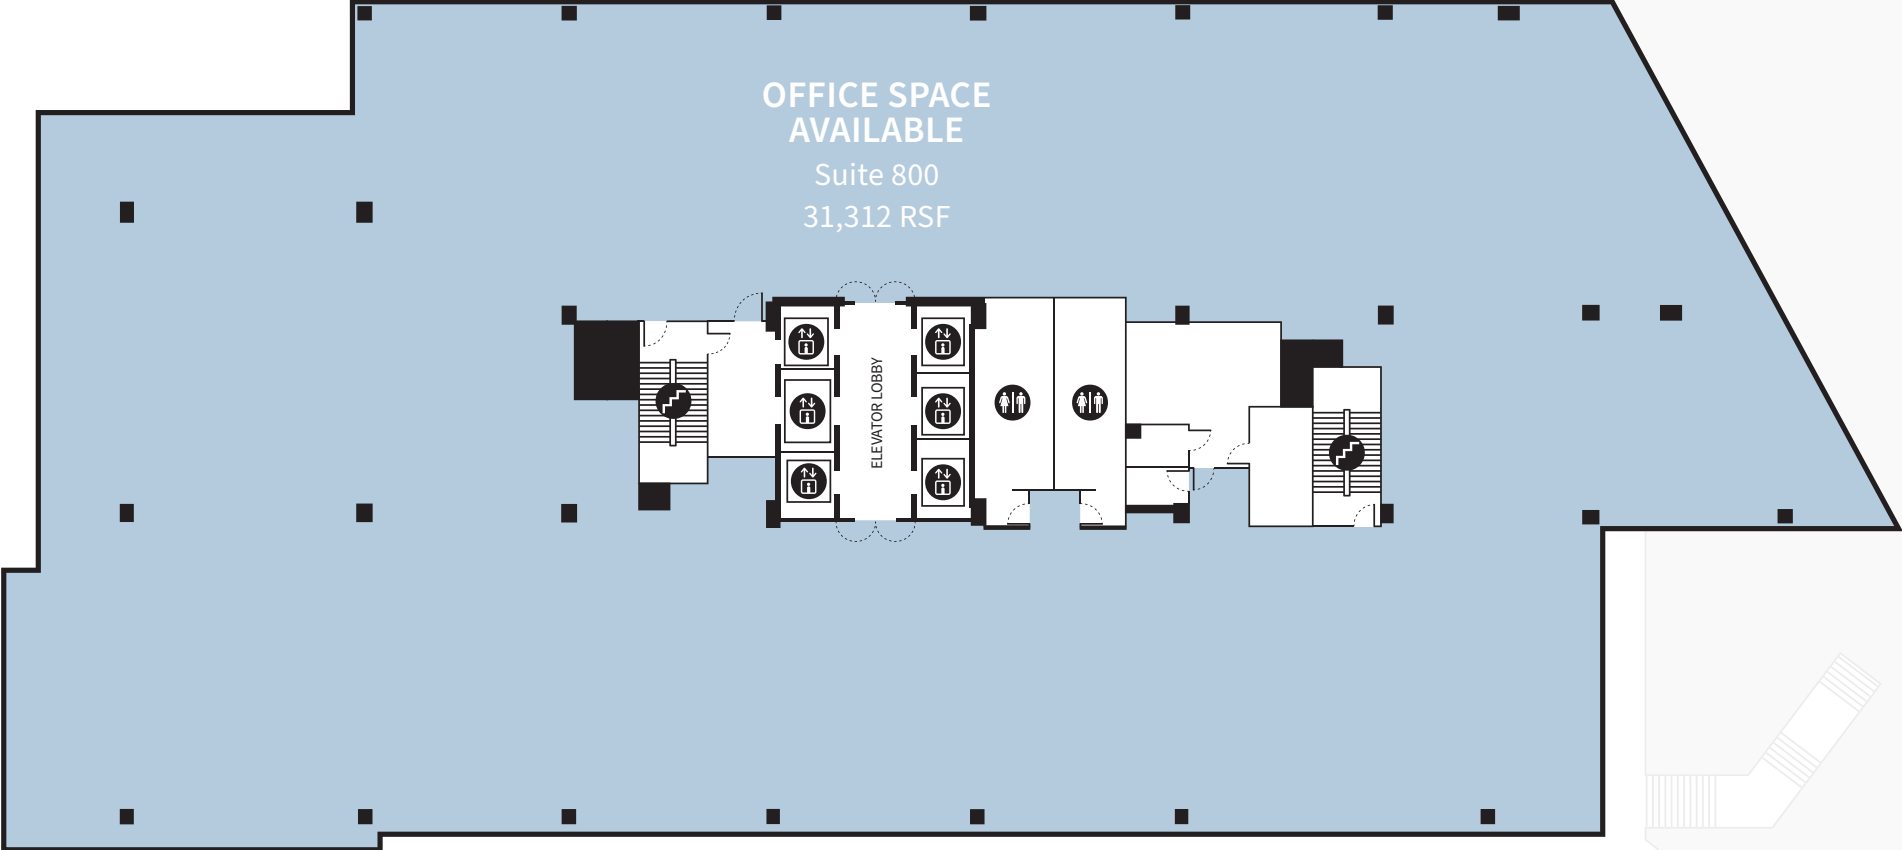 OFFICE SPACE
AVAILABLE
Suite 800
31,312 RSF
ELEVATOR LOBBY